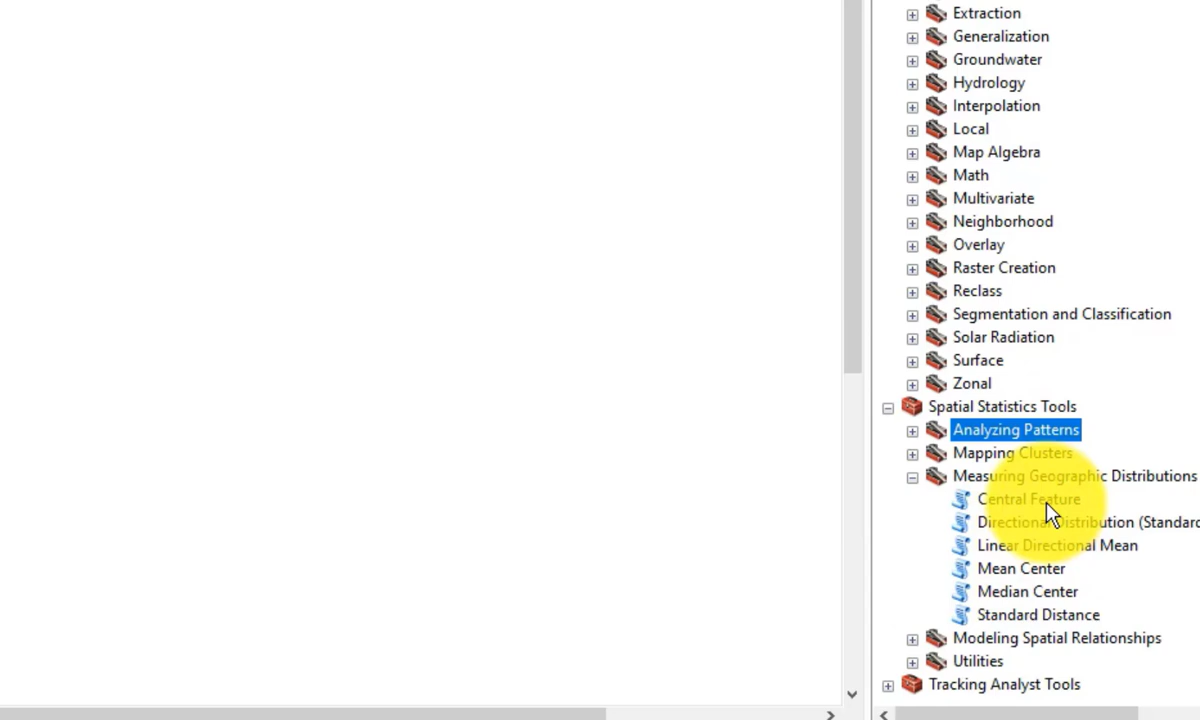 Extraction
Generalization
Groundwater
Hydrology
Interpolation
Local
Map Algebra
Math
Multivariate
Neighborhood
Overlay
Raster Creation
Reclass
Segmentation and Classification
Solar Radiation
Surface
Zonal
Spatial Statistics Tools
Analyzing Patterns
Mapping Clusters
Measuring Geographic Distributions
Central Feature
Directional Distribution (Standard
Linear Directional Mean
Mean Center
Median Center
Standard Distance
Modeling Spatial Relationships
Utilities
Tracking Analyst Tools